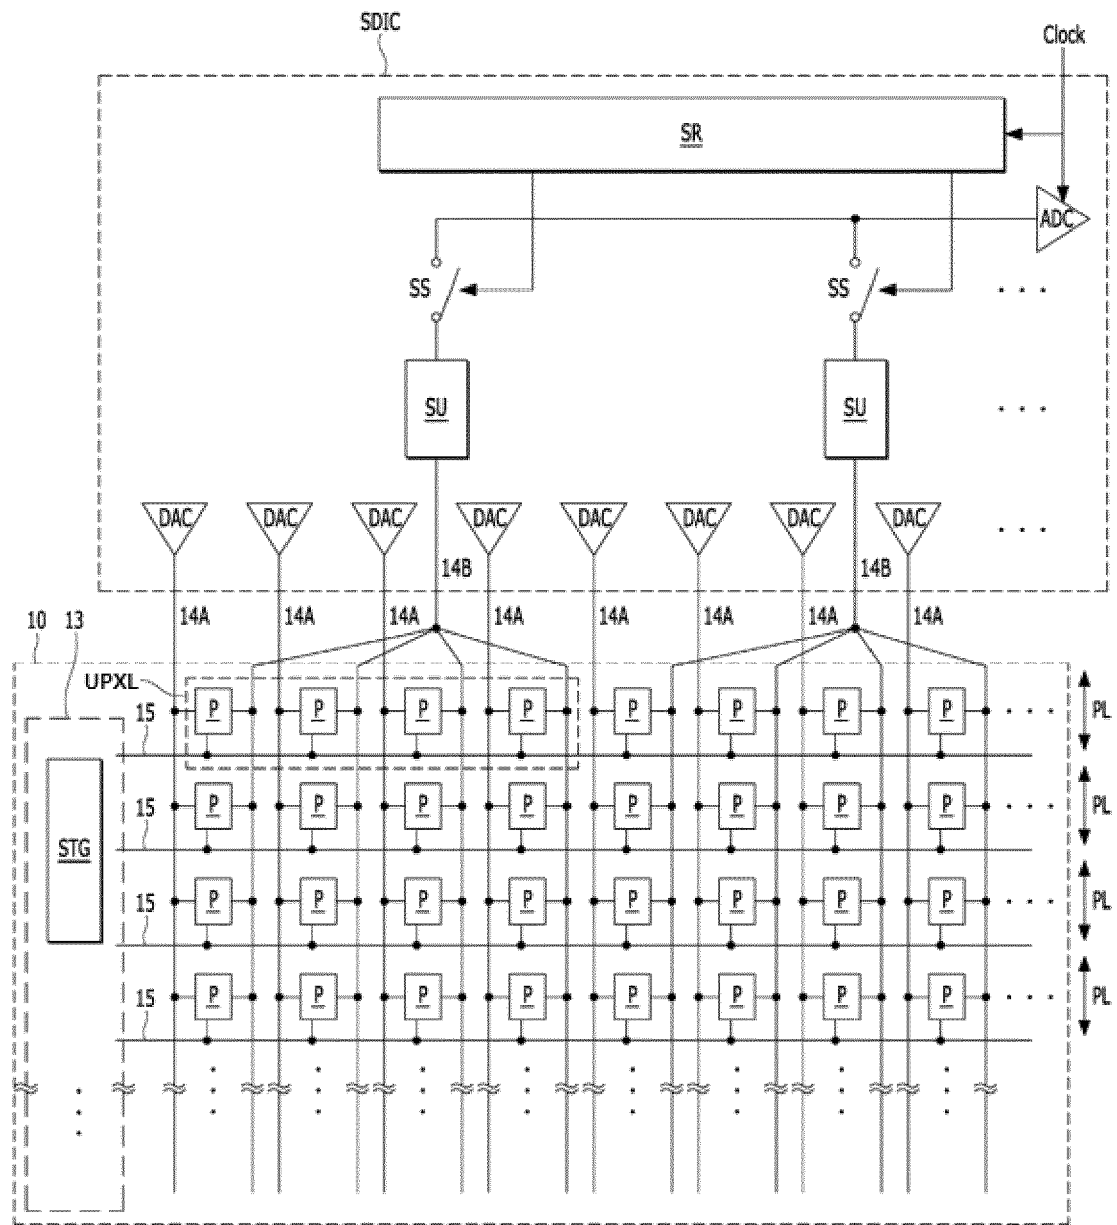 SDIC
Clock
SR
ADC
SS
SS
. . .
SU
SU
. . .
DAC DAC DAC DAC DAC DAC DAC DAC
. . .
14B 14B
14A 14A 14A 14A 14A 14A 14A 14A
10 13
UPXL
15 P P P P P P P P . . . PL
15 P P P P P P P P . . . PL
STG
15 P P P P P P P P . . . PL
15 P P P P P P P P . . . PL